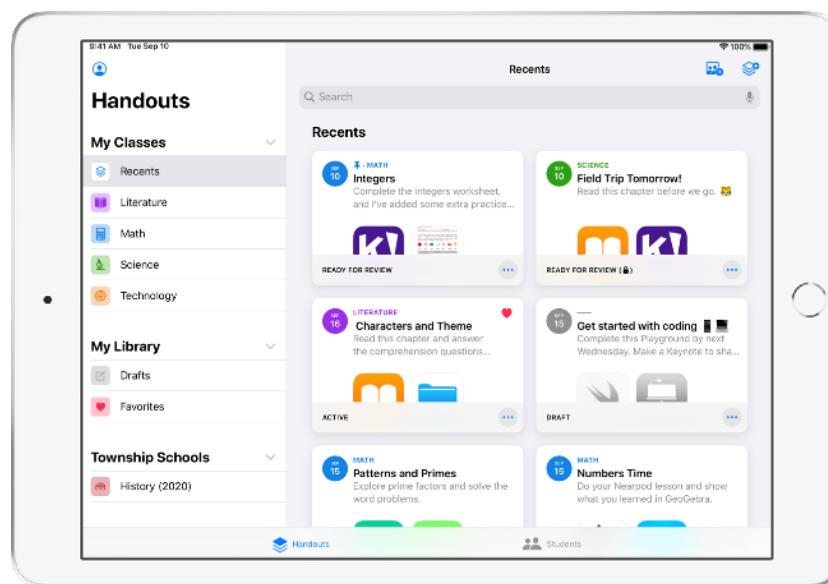 9:41 AM Tue Sep 10
100%
Handouts
My Classes
Recents
Literature
Math
Science
Technology
My Library
Drafts
Favorites
Township Schools
History (2020)
Recents
Search
Recents
SEP
10
MATH
Integers
Complete the integers worksheet,
and I've added some extra practice...
K!
READY FOR REVIEW
SEP
10
SCIENCE
Field Trip Tomorrow!
Read this chapter before we go. 🐯
K!
READY FOR REVIEW (🔒)
SEP
16
LITERATURE
Characters and Theme
Read this chapter and answer
the comprehension questions...
ACTIVE
SEP
15
Get started with coding 📱 💻
Complete this Playground by next
Wednesday. Make a Keynote to sha...
DRAFT
SEP
15
MATH
Patterns and Primes
Explore prime factors and solve the
word problems.
SEP
15
MATH
Numbers Time
Do your Nearpod lesson and show
what you learned in GeoGebra.
Handouts
Students